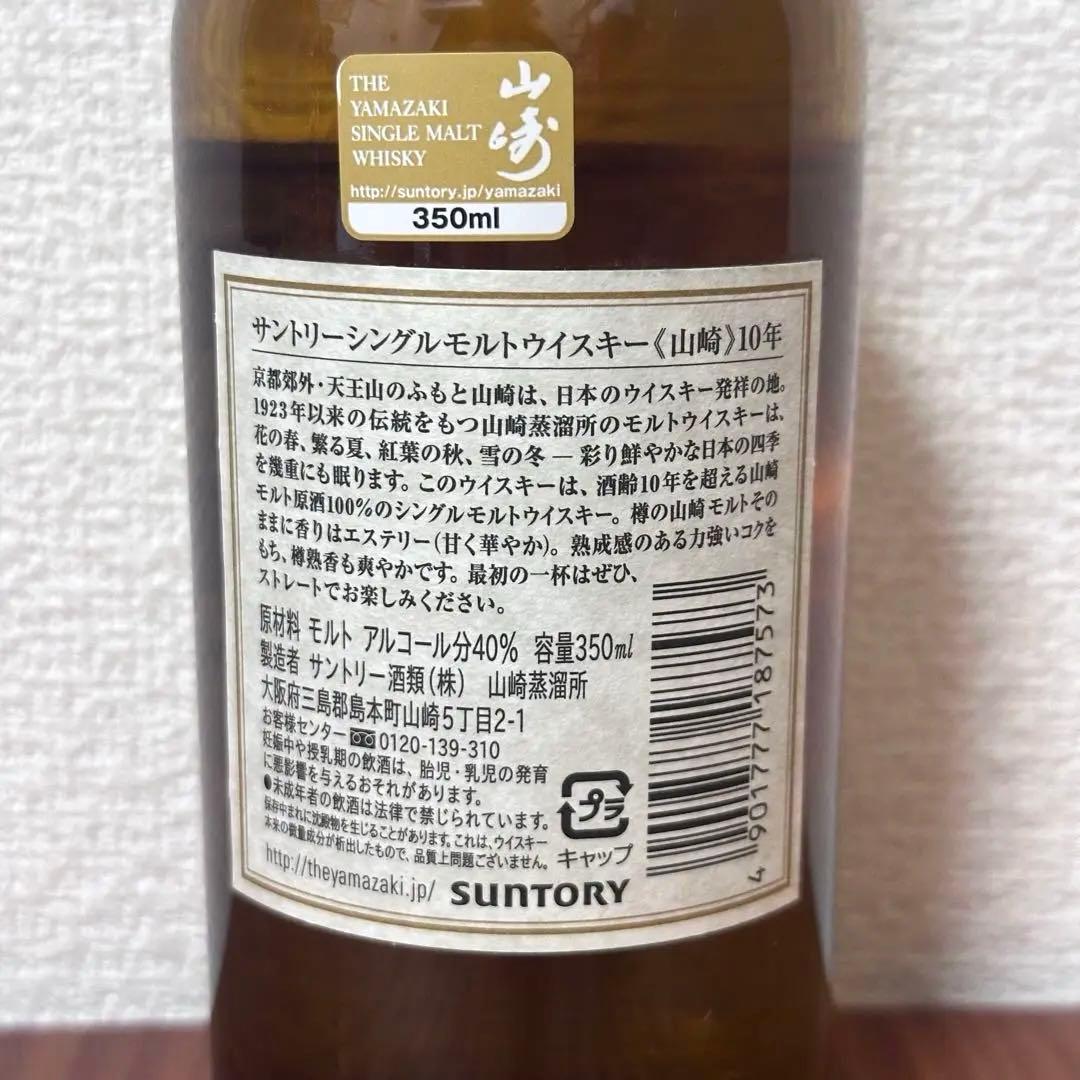 THE
YAMAZAKI
SINGLE MALT
WHISKY
山崎
http://suntory.jp/yamazaki
350ml
サントリーシングルモルトウイスキー《山崎》10年
京都郊外・天王山のふもと山崎は、日本のウイスキー発祥の地。
1923年以来の伝統をもつ山崎蒸溜所のモルトウイスキーは、
花の春、繁る夏、紅葉の秋、雪の冬 ― 彩り鮮やかな日本の四季
を幾重にも眠ります。このウイスキーは、酒齢10年を超える山崎
モルト原酒100%のシングルモルトウイスキー。樽の山崎モルトその
ままに香りはエステリー(甘く華やか)。熟成感のある力強いコクを
もち、樽熟香も爽やかです。最初の一杯はぜひ、
ストレートでお楽しみください。
原材料 モルト アルコール分40% 容量350ml
製造者 サントリー酒類(株) 山崎蒸溜所
大阪府三島郡島本町山崎5丁目2-1
お客様センター 0120-139-310
妊娠中や授乳期の飲酒は、胎児・乳児の発育
に悪影響を与えるおそれがあります。
●未成年者の飲酒は法律で禁じられています。
保存中まれに沈殿物を生じることがあります。これは、ウイスキー
本来の微量成分が析出したもので、品質上問題ございません。
プラ
キャップ
http://theyamazaki.jp/
SUNTORY
4 901777 187573